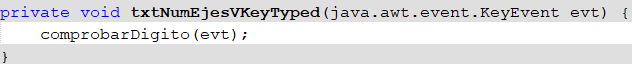 private void txtNumEjesVKeyTyped(java.awt.event.KeyEvent evt) {
    comprobarDigito(evt);
}